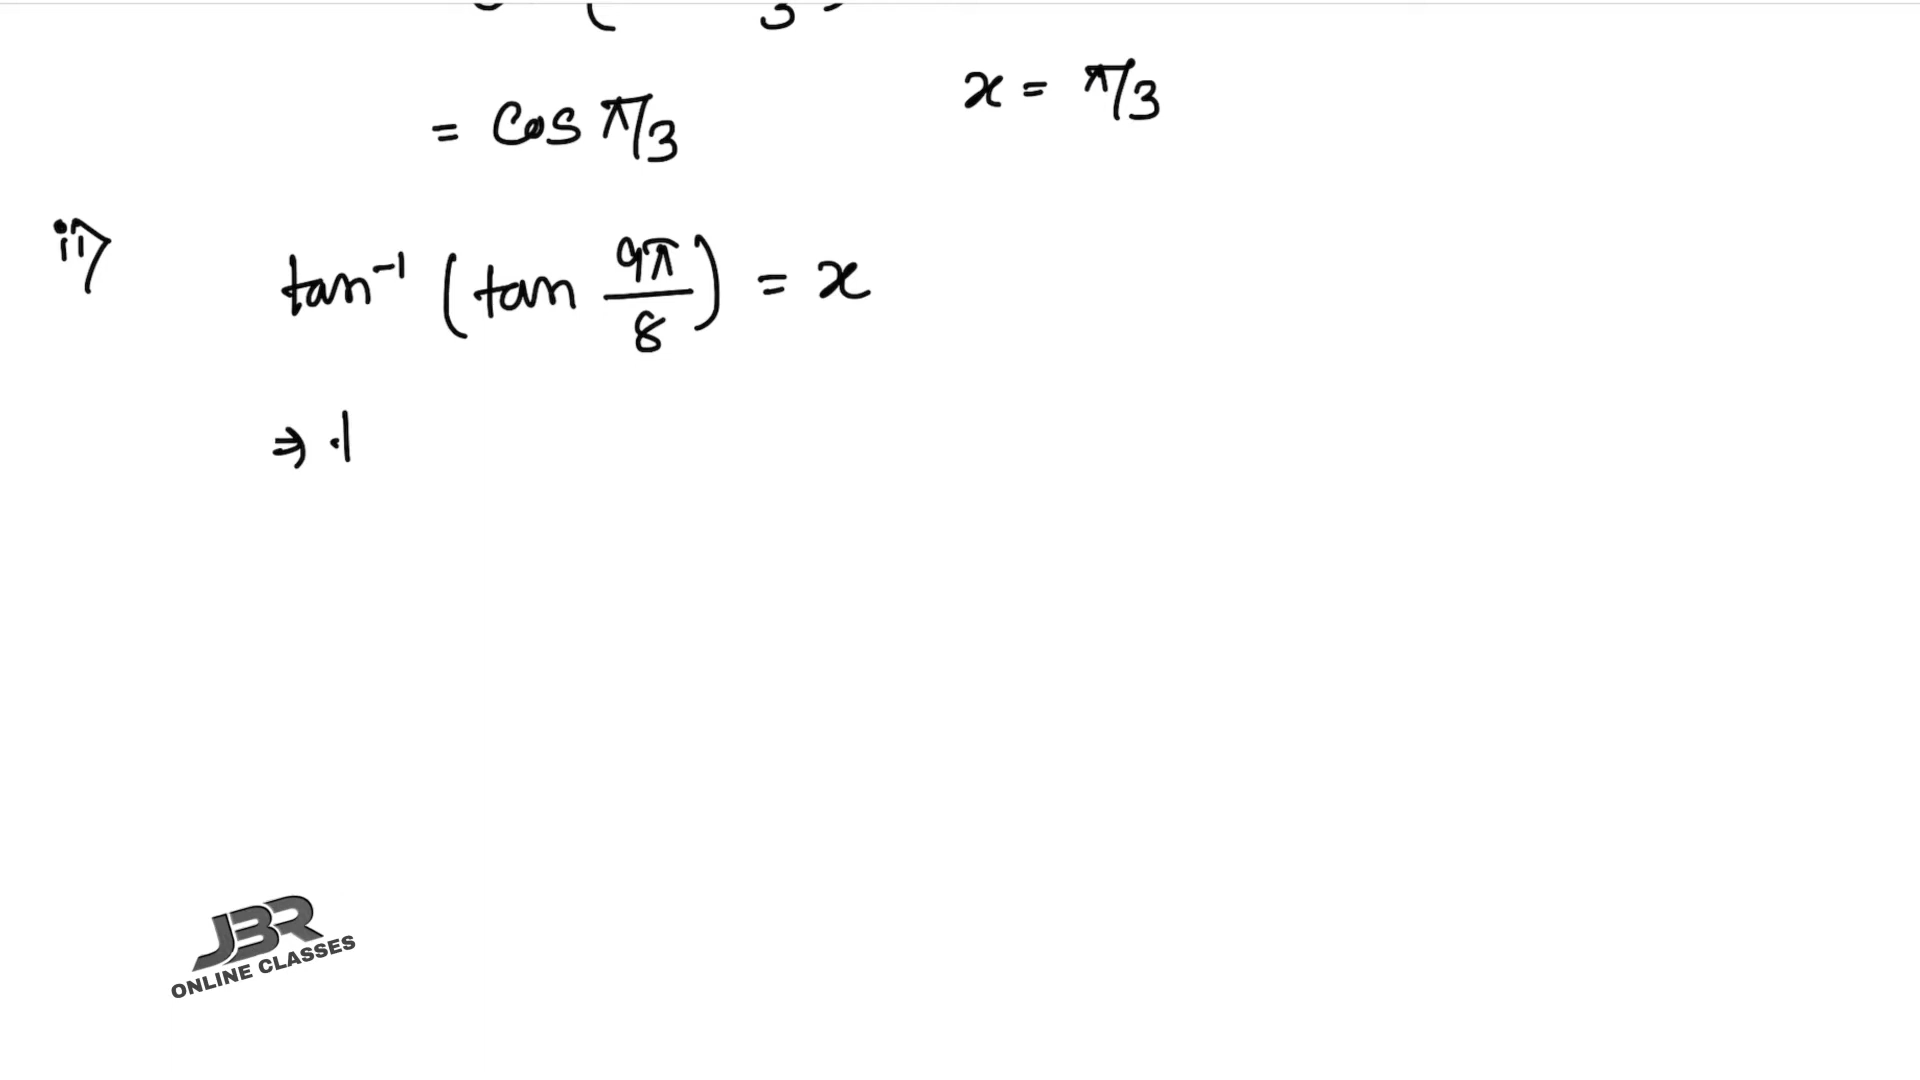 x = π/3
= Cos π/3
ii)
tan⁻¹ (tan 9π/8) = x
⇒
JBR
ONLINE CLASSES